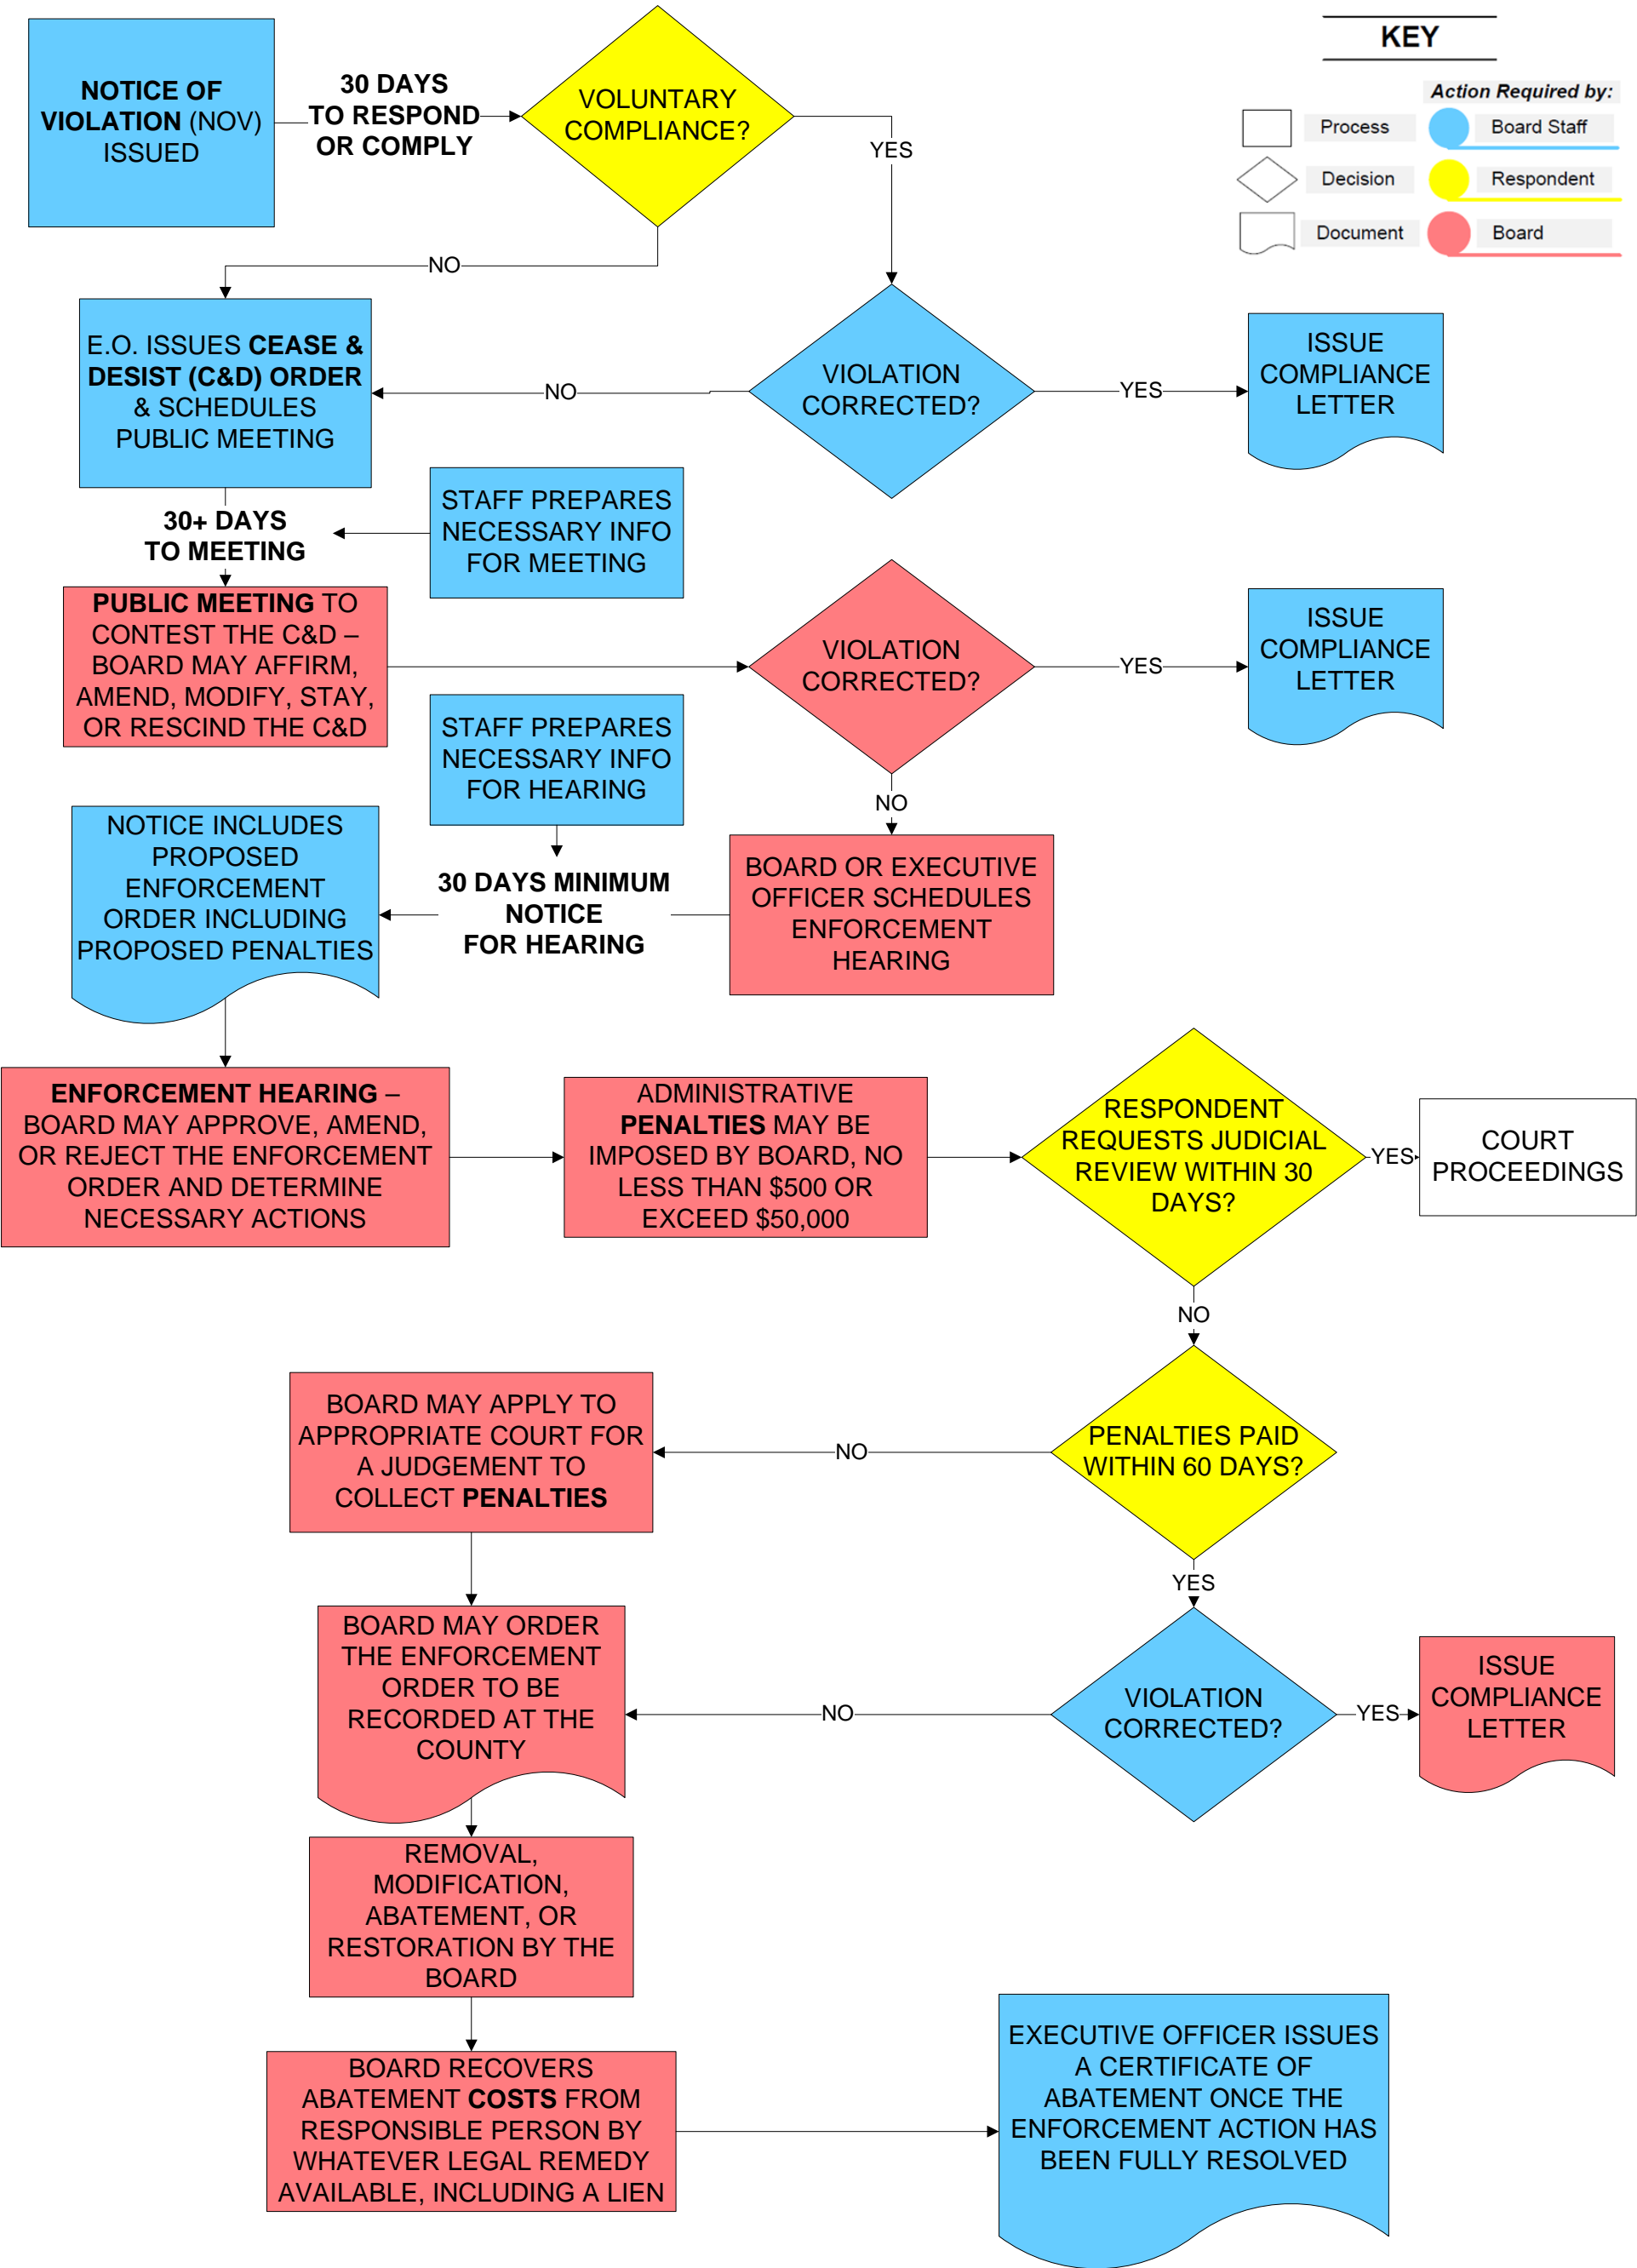 NOTICE OF
VIOLATION (NOV)
ISSUED
30 DAYS
TO RESPOND
OR COMPLY
VOLUNTARY
COMPLIANCE?
YES
NO
KEY
Action Required by:
Process
Board Staff
Decision
Respondent
Document
Board
E.O. ISSUES CEASE &
DESIST (C&D) ORDER
& SCHEDULES
PUBLIC MEETING
NO
VIOLATION
CORRECTED?
YES
ISSUE
COMPLIANCE
LETTER
30+ DAYS
TO MEETING
STAFF PREPARES
NECESSARY INFO
FOR MEETING
PUBLIC MEETING TO
CONTEST THE C&D –
BOARD MAY AFFIRM,
AMEND, MODIFY, STAY,
OR RESCIND THE C&D
VIOLATION
CORRECTED?
YES
ISSUE
COMPLIANCE
LETTER
STAFF PREPARES
NECESSARY INFO
FOR HEARING
NO
NOTICE INCLUDES
PROPOSED
ENFORCEMENT
ORDER INCLUDING
PROPOSED PENALTIES
30 DAYS MINIMUM
NOTICE
FOR HEARING
BOARD OR EXECUTIVE
OFFICER SCHEDULES
ENFORCEMENT
HEARING
ENFORCEMENT HEARING –
BOARD MAY APPROVE, AMEND,
OR REJECT THE ENFORCEMENT
ORDER AND DETERMINE
NECESSARY ACTIONS
ADMINISTRATIVE
PENALTIES MAY BE
IMPOSED BY BOARD, NO
LESS THAN $500 OR
EXCEED $50,000
RESPONDENT
REQUESTS JUDICIAL
REVIEW WITHIN 30
DAYS?
YES
COURT
PROCEEDINGS
NO
BOARD MAY APPLY TO
APPROPRIATE COURT FOR
A JUDGEMENT TO
COLLECT PENALTIES
NO
PENALTIES PAID
WITHIN 60 DAYS?
YES
BOARD MAY ORDER
THE ENFORCEMENT
ORDER TO BE
RECORDED AT THE
COUNTY
NO
VIOLATION
CORRECTED?
YES
ISSUE
COMPLIANCE
LETTER
REMOVAL,
MODIFICATION,
ABATEMENT, OR
RESTORATION BY THE
BOARD
BOARD RECOVERS
ABATEMENT COSTS FROM
RESPONSIBLE PERSON BY
WHATEVER LEGAL REMEDY
AVAILABLE, INCLUDING A LIEN
EXECUTIVE OFFICER ISSUES
A CERTIFICATE OF
ABATEMENT ONCE THE
ENFORCEMENT ACTION HAS
BEEN FULLY RESOLVED